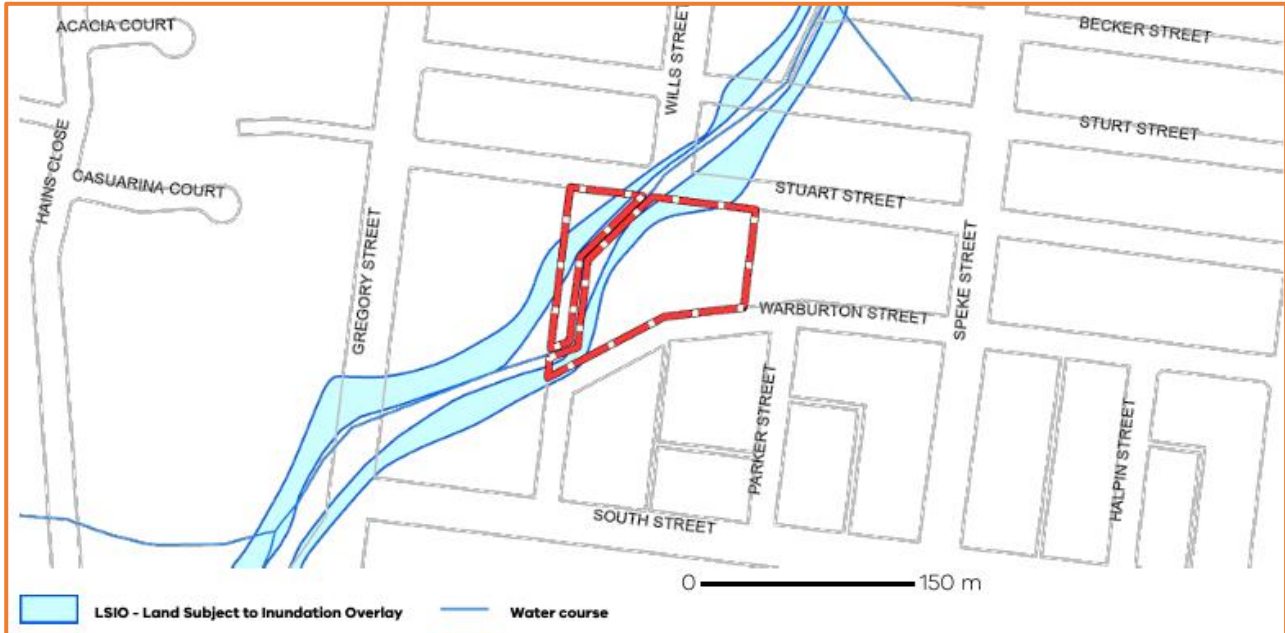 ACACIA COURT
WILLS STREET
BECKER STREET
STURT STREET
HAINS CLOSE
CASUARINA COURT
STUART STREET
GREGORY STREET
SPEKE STREET
WARBURTON STREET
PARKER STREET
HALPIN STREET
SOUTH STREET
0 150 m
LSIO - Land Subject to Inundation Overlay Water course